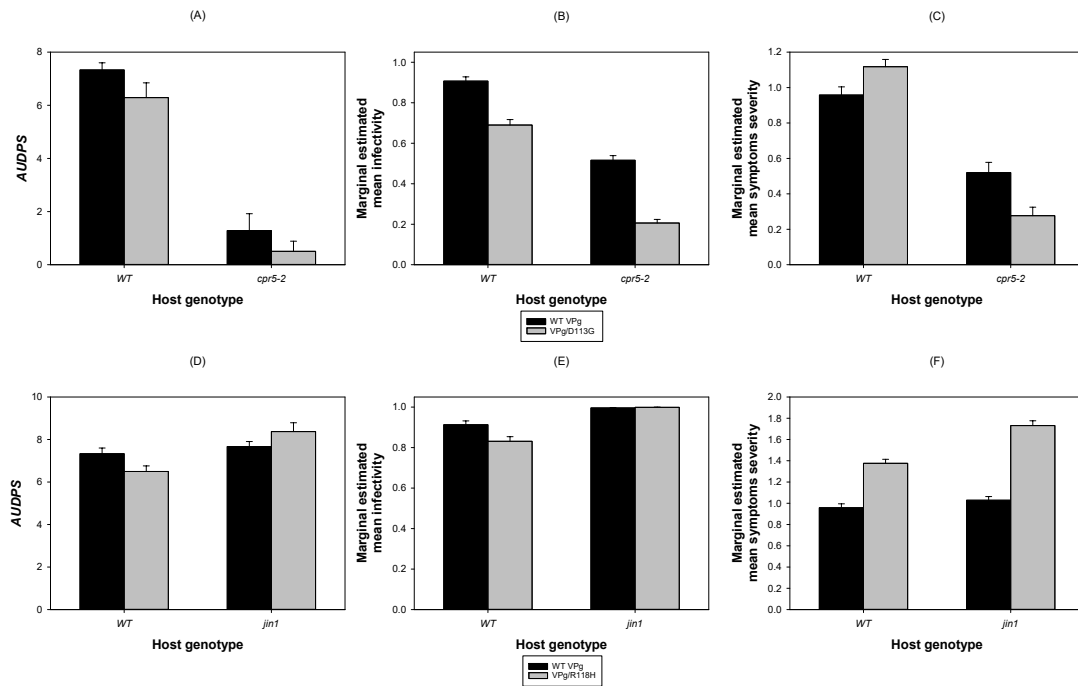 (A)
AUDPS
8
6
4
2
0
WT
cpr5-2
Host genotype
(B)
Marginal estimated
mean infectivity
1.0
0.8
0.6
0.4
0.2
0.0
WT
cpr5-2
Host genotype
WT VPg
VPg/D113G
(C)
Marginal estimated
mean symptoms severity
1.2
1.0
0.8
0.6
0.4
0.2
0.0
WT
cpr5-2
Host genotype
(D)
AUDPS
10
8
6
4
2
0
WT
jin1
Host genotype
(E)
Marginal estimated
mean infectivity
1.0
0.8
0.6
0.4
0.2
0.0
WT
jin1
Host genotype
WT VPg
VPg/R118H
(F)
Marginal estimated
mean symptoms severity
2.0
1.8
1.6
1.4
1.2
1.0
0.8
0.6
0.4
0.2
0.0
WT
jin1
Host genotype